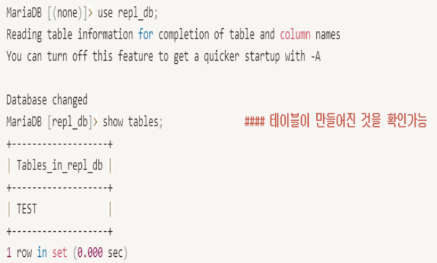 MariaDB [(none)]> use repl_db;
Reading table information for completion of table and column names
You can turn off this feature to get a quicker startup with -A
Database changed
MariaDB [repl_db]> show tables; #### 테이블이 만들어진 것을 확인가능
+-------------------+
| Tables_in_repl_db |
+-------------------+
| TEST |
+-------------------+
1 row in set (0.000 sec)